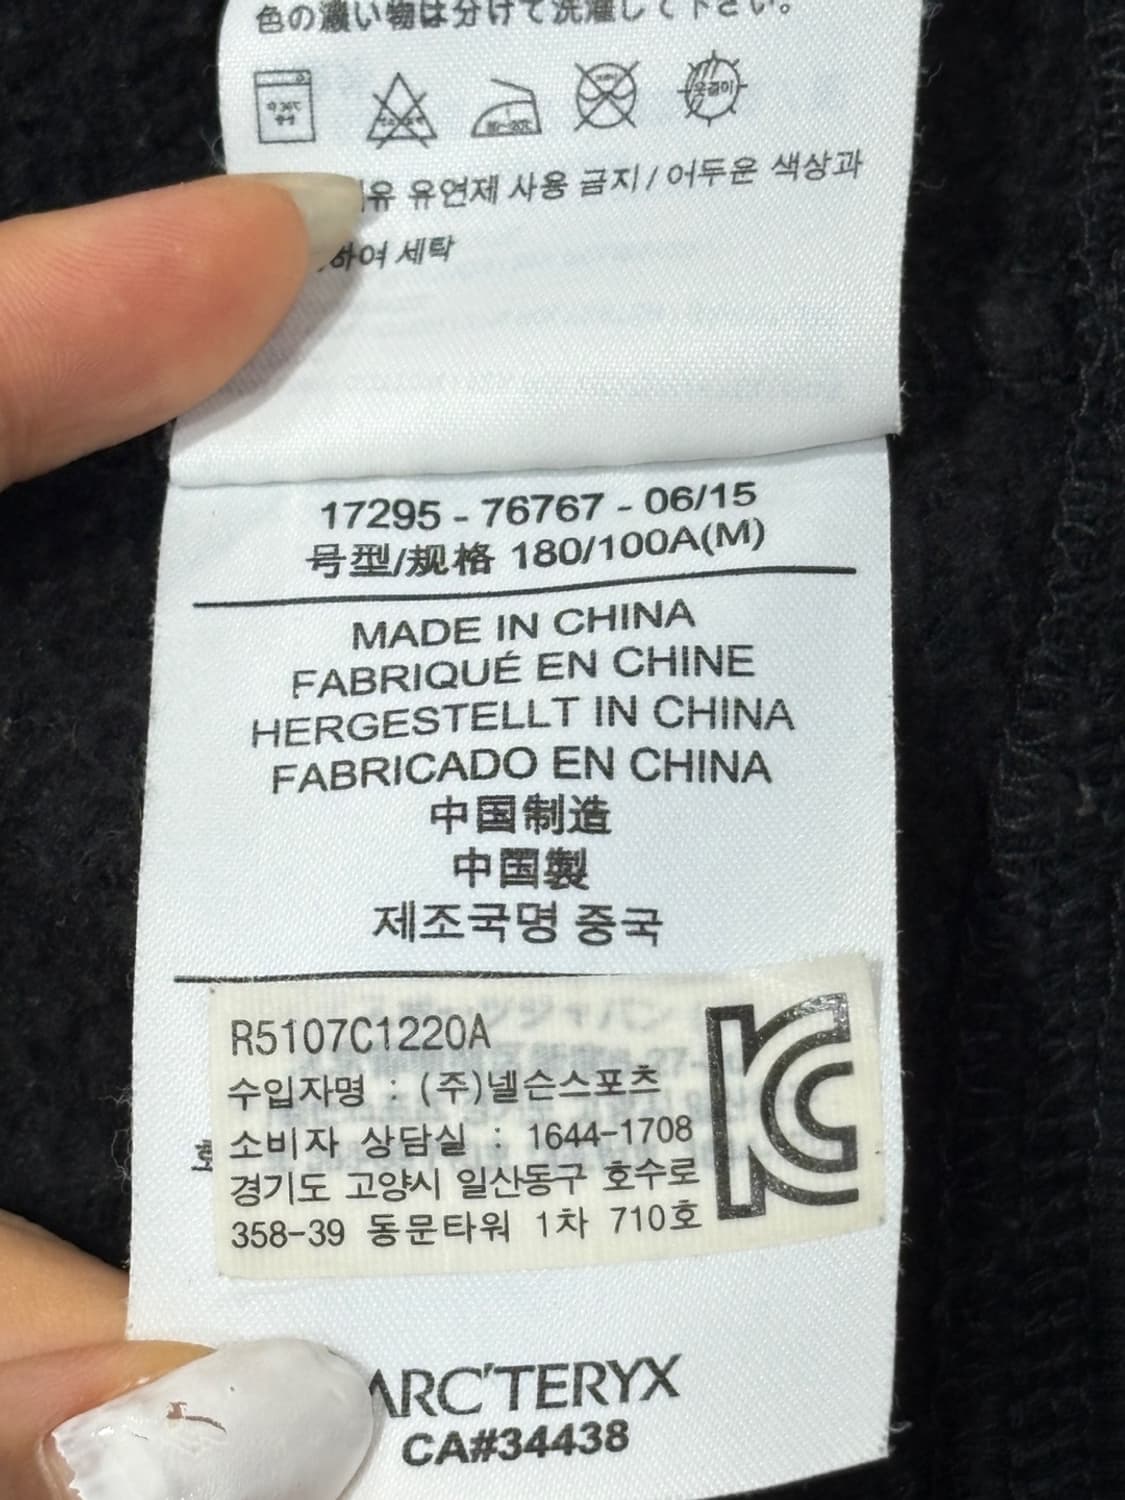 色の濃い物は分けて洗濯して下さい。
옷걸이
유 유연제 사용 금지 / 어두운 색상과
하여 세탁
17295 - 76767 - 06/15
号型/规格 180/100A(M)
MADE IN CHINA
FABRIQUÉ EN CHINE
HERGESTELLT IN CHINA
FABRICADO EN CHINA
中国制造
中国製
제조국명 중국
R5107C1220A
수입자명 : (주)넬슨스포츠
소비자 상담실 : 1644-1708
경기도 고양시 일산동구 호수로
358-39 동문타워 1차 710호
ARC'TERYX
CA#34438